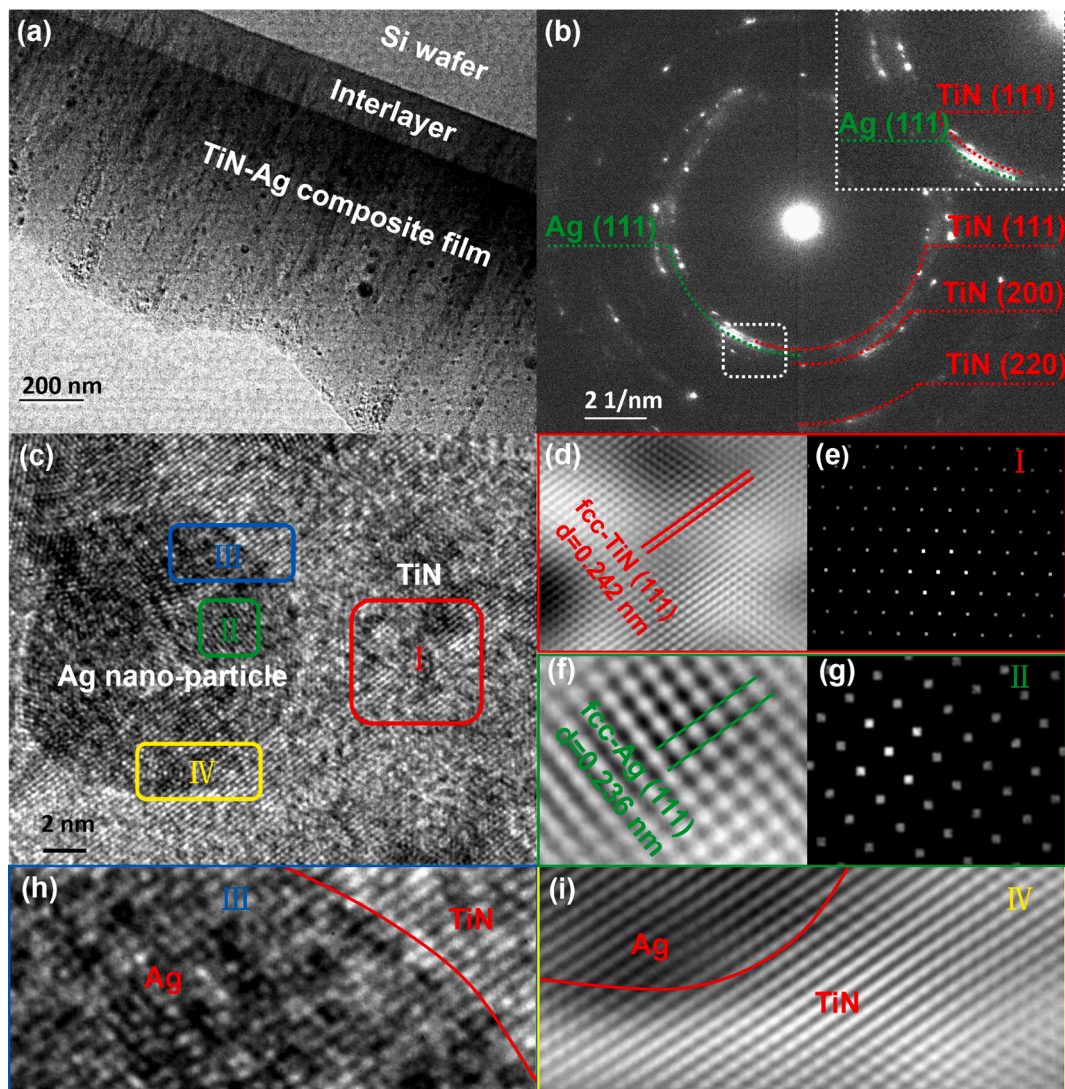 (a)
Si wafer
Interlayer
TiN-Ag composite film
200 nm
(b)
TiN (111)
Ag (111)
Ag (111)
TiN (111)
TiN (200)
TiN (220)
2 1/nm
(c)
Ⅲ
TiN
Ⅱ
Ⅰ
Ag nano-particle
Ⅳ
2 nm
(d)
fcc-TiN (111)
d=0.242 nm
(e)
Ⅰ
(f)
fcc-Ag (111)
d=0.236 nm
(g)
Ⅱ
(h)
Ⅲ
TiN
Ag
(i)
Ⅳ
Ag
TiN